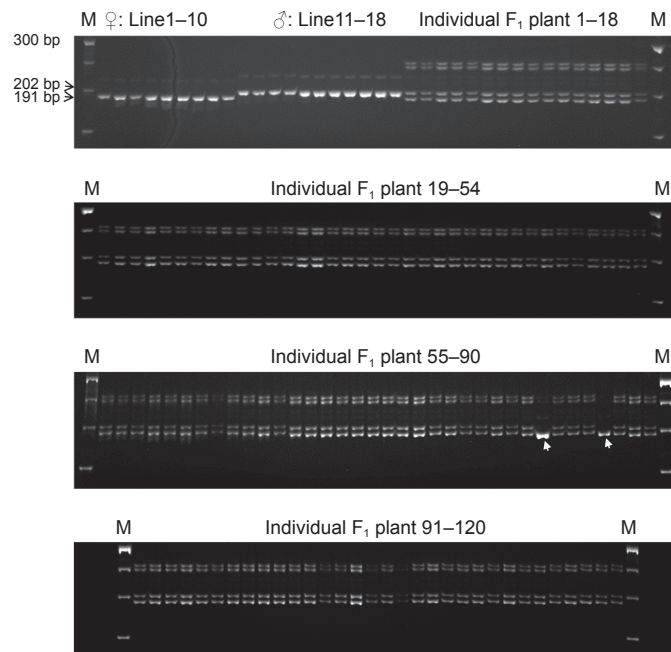 M ♀: Line1–10 ♂: Line11–18 Individual F₁ plant 1–18 M
300 bp
202 bp
191 bp
M Individual F₁ plant 19–54 M
M Individual F₁ plant 55–90 M
M Individual F₁ plant 91–120 M